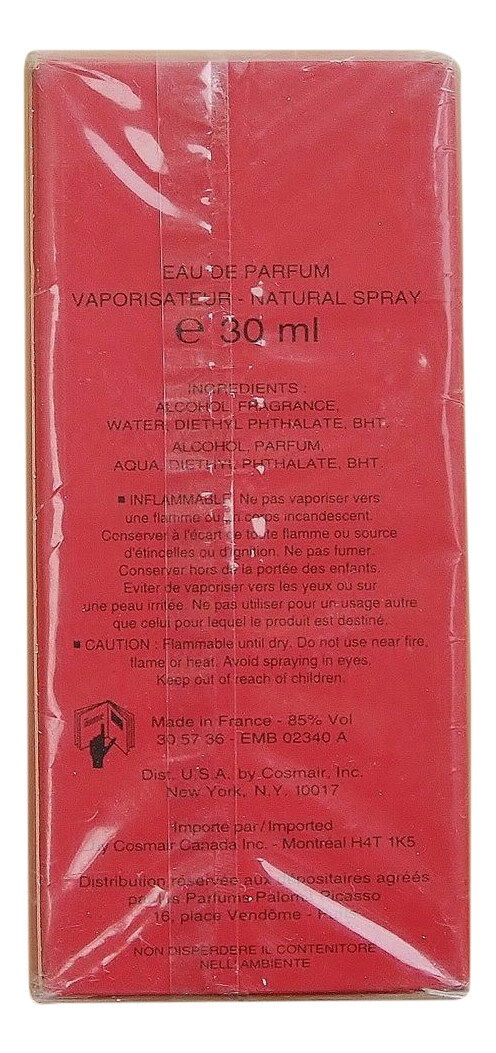 EAU DE PARFUM
VAPORISATEUR - NATURAL SPRAY
℮ 30 ml
INGREDIENTS :
ALCOHOL, FRAGRANCE,
WATER, DIETHYL PHTHALATE, BHT.
ALCOHOL, PARFUM,
AQUA, DIETHYL PHTHALATE, BHT.
■ INFLAMMABLE. Ne pas vaporiser vers
une flamme ou un corps incandescent.
Conserver à l'écart de toute flamme ou source
d'étincelles ou d'ignition. Ne pas fumer.
Conserver hors de la portée des enfants.
Eviter de vaporiser vers les yeux ou sur
une peau irritée. Ne pas utiliser pour un usage autre
que celui pour lequel le produit est destiné.
■ CAUTION : Flammable until dry. Do not use near fire,
flame or heat. Avoid spraying in eyes.
Keep out of reach of children.
Made in France - 85% Vol
30 57 36 - EMB 02340 A
Dist. U.S.A. by Cosmair, Inc.
New York, N.Y. 10017
Importé par/Imported
by Cosmair Canada Inc. - Montréal H4T 1K5
Distribution réservée aux dépositaires agréés
par les Parfums Paloma Picasso
16, place Vendôme - Paris
NON DISPERDERE IL CONTENITORE
NELL'AMBIENTE